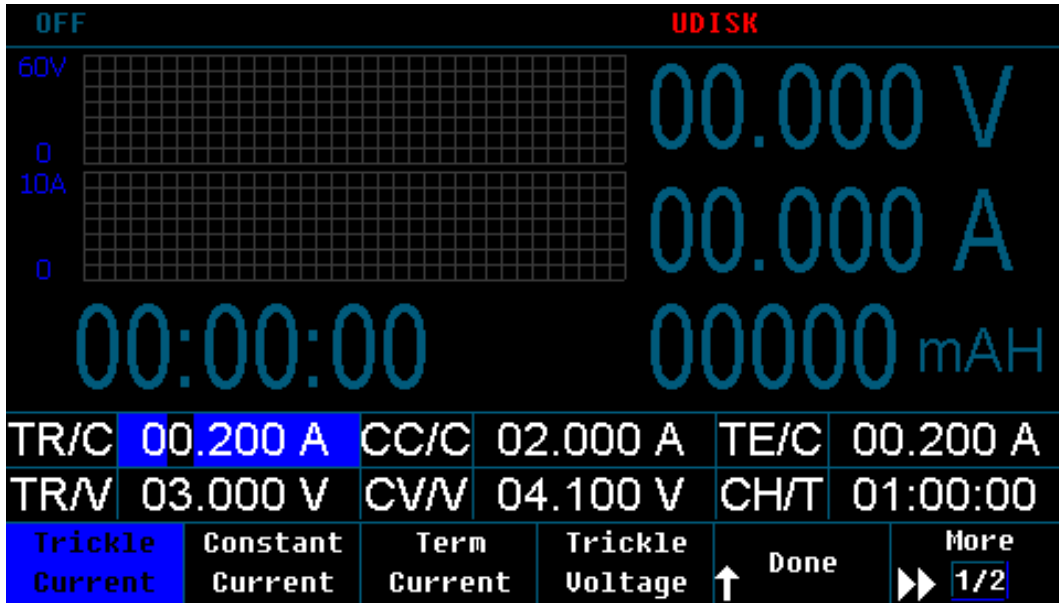 OFF UDISK
60V
00.000 V
0
10A
00.000 A
0
00:00:00 00000 mAH
TR/C 00.200 A CC/C 02.000 A TE/C 00.200 A
TR/V 03.000 V CV/V 04.100 V CH/T 01:00:00
Trickle Current Constant Current Term Current Trickle Voltage Done More 1/2